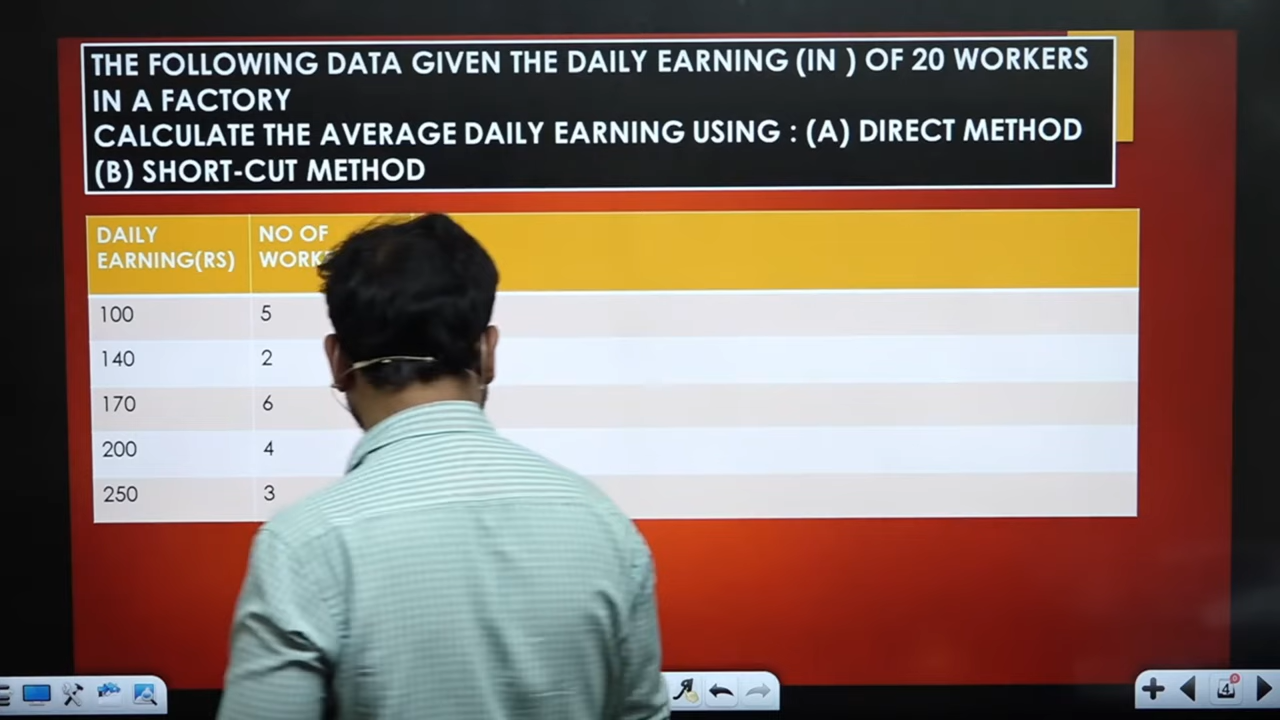 THE FOLLOWING DATA GIVEN THE DAILY EARNING (IN ) OF 20 WORKERS
IN A FACTORY
CALCULATE THE AVERAGE DAILY EARNING USING : (A) DIRECT METHOD
(B) SHORT-CUT METHOD
DAILY
EARNING(RS)
NO OF
100 5
140 2
170 6
200 4
250 3
4